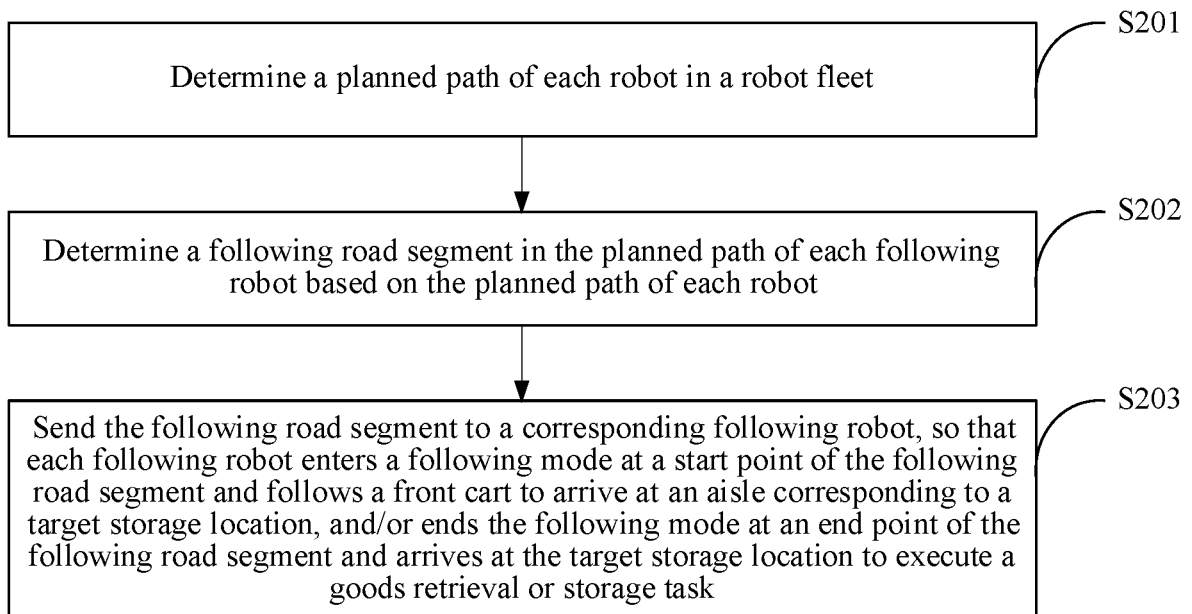 S201
Determine a planned path of each robot in a robot fleet
S202
Determine a following road segment in the planned path of each following
robot based on the planned path of each robot
S203
Send the following road segment to a corresponding following robot, so that
each following robot enters a following mode at a start point of the following
road segment and follows a front cart to arrive at an aisle corresponding to a
target storage location, and/or ends the following mode at an end point of the
following road segment and arrives at the target storage location to execute a
goods retrieval or storage task